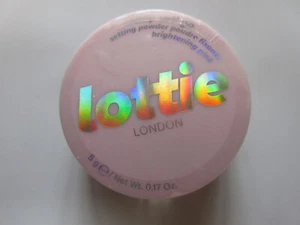 setting powder poudre fixante
brightening pink
lottie
LONDON
5 g ℮ / Net Wt. 0.17 Oz.